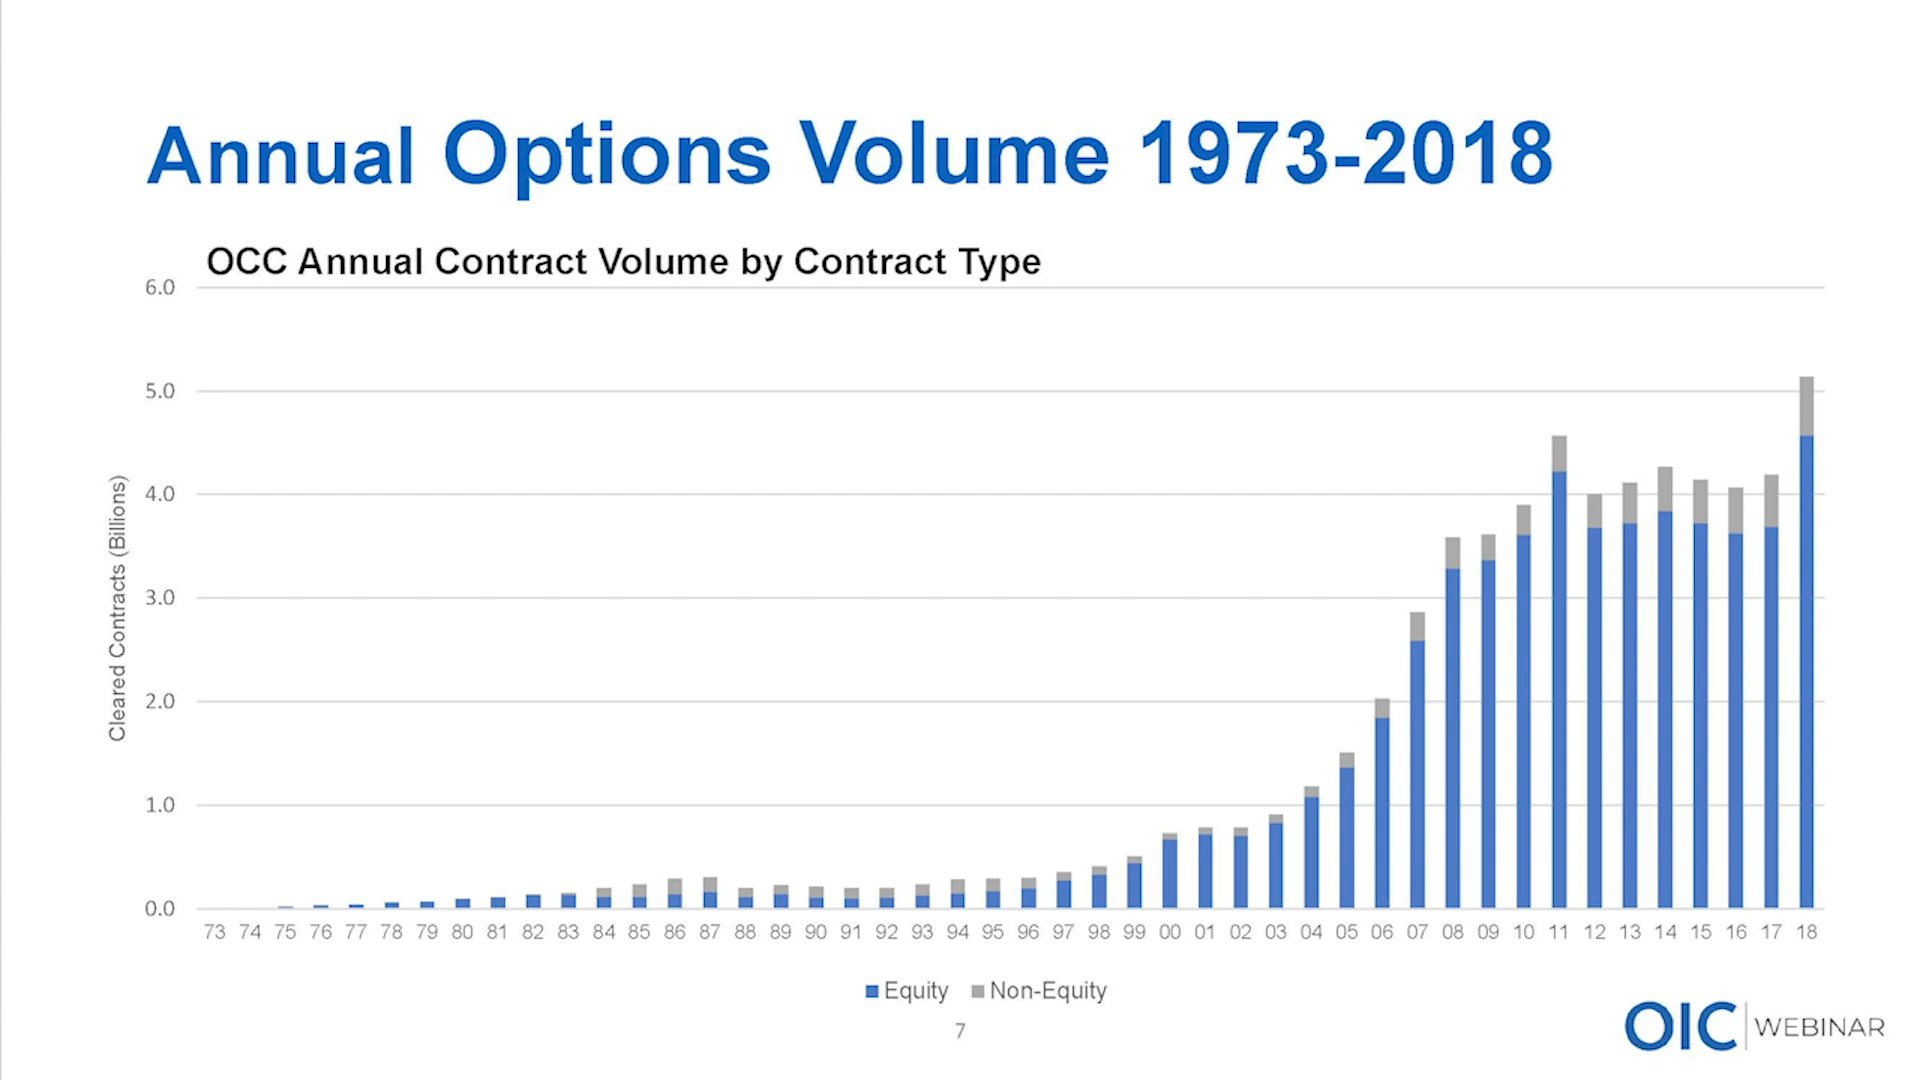 Annual Options Volume 1973-2018
OCC Annual Contract Volume by Contract Type
6.0
5.0
4.0
3.0
2.0
1.0
0.0
Cleared Contracts (Billions)
73 74 75 76 77 78 79 80 81 82 83 84 85 86 87 88 89 90 91 92 93 94 95 96 97 98 99 00 01 02 03 04 05 06 07 08 09 10 11 12 13 14 15 16 17 18
Equity Non-Equity
7
OIC WEBINAR